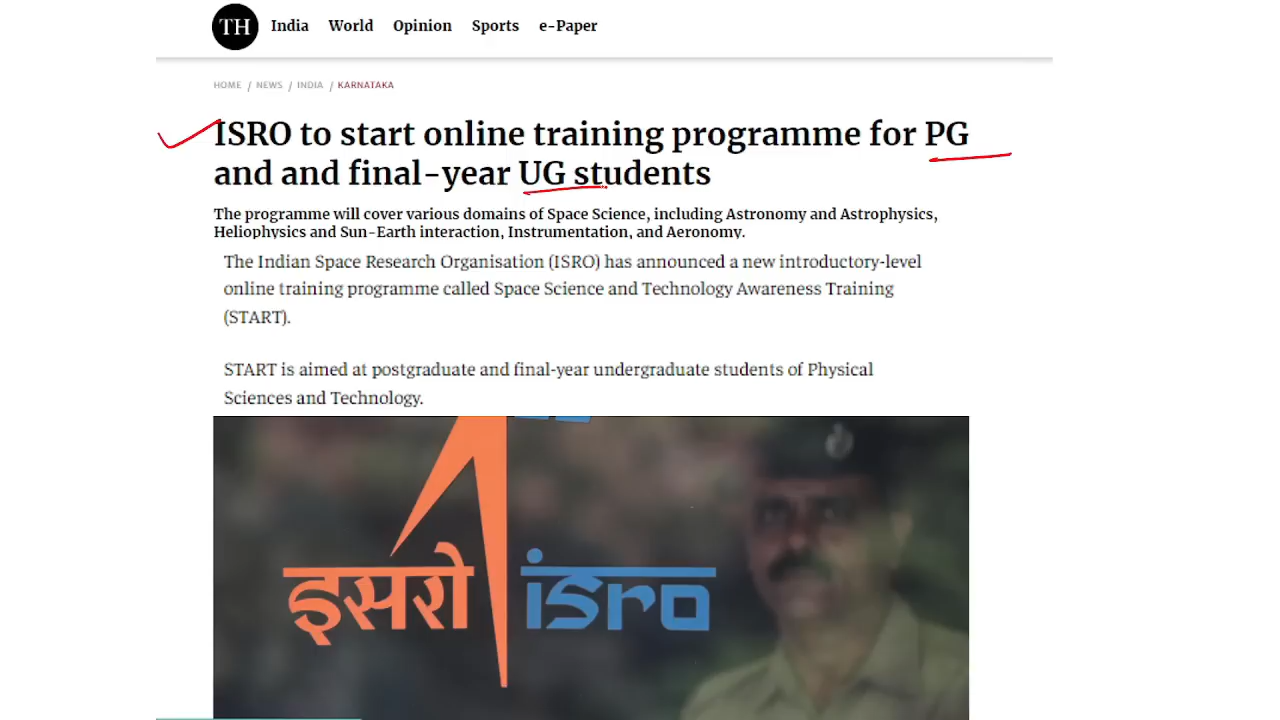 TH India World Opinion Sports e-Paper
HOME / NEWS / INDIA / KARNATAKA
ISRO to start online training programme for PG
and and final-year UG students
The programme will cover various domains of Space Science, including Astronomy and Astrophysics,
Heliophysics and Sun-Earth interaction, Instrumentation, and Aeronomy.
The Indian Space Research Organisation (ISRO) has announced a new introductory-level
online training programme called Space Science and Technology Awareness Training
(START).
START is aimed at postgraduate and final-year undergraduate students of Physical
Sciences and Technology.
इसरो isro